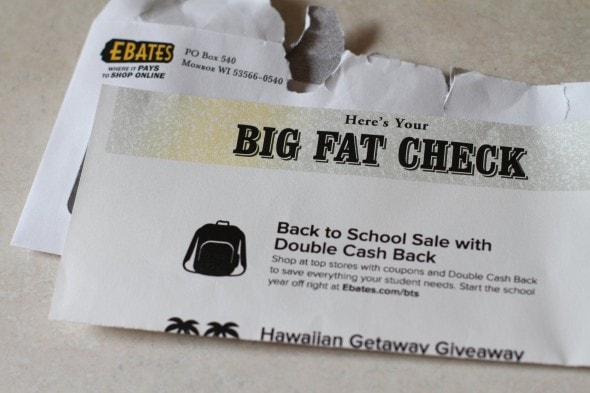 EBATES
WHERE IT PAYS
TO SHOP ONLINE
PO Box 540
Monroe WI 53566-0540
Here's Your
BIG FAT CHECK
Back to School Sale with
Double Cash Back
Shop at top stores with coupons and Double Cash Back
to save everything your student needs. Start the school
year off right at Ebates.com/bts
Hawaiian Getaway Giveaway